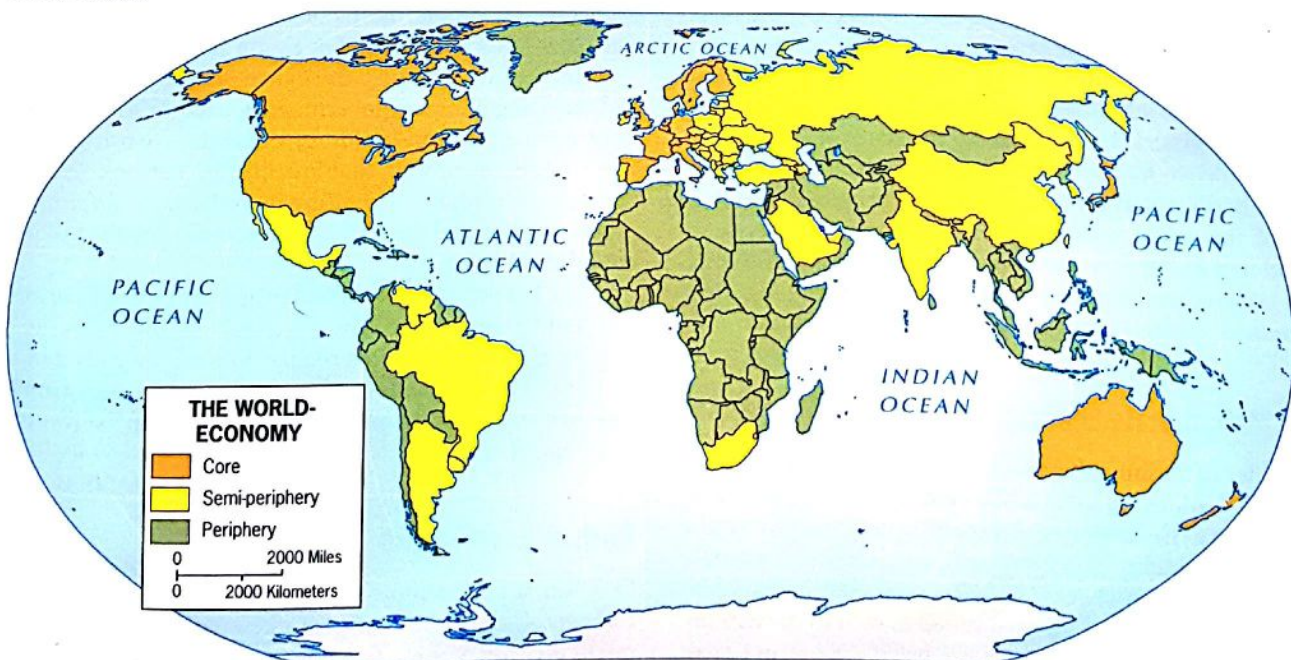 ARCTIC OCEAN
ATLANTIC
OCEAN
PACIFIC
OCEAN
PACIFIC
OCEAN
INDIAN
OCEAN
THE WORLD-
ECONOMY
Core
Semi-periphery
Periphery
0 2000 Miles
0 2000 Kilometers